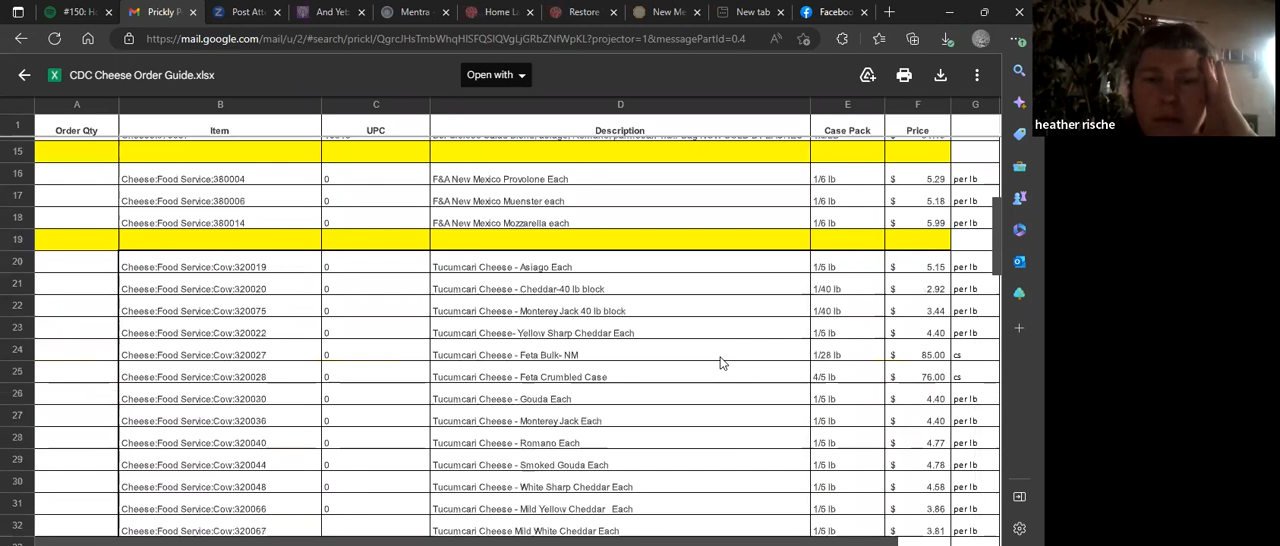 #150: H
Prickly P
Post Att
And Yet
Mentra
Home La
Restore
New Me
New tab
Faceboo
https://mail.google.com/mail/u/2/#search/prickl/QgrcJHsTmbWhqHlSFQSlQVgLjGRbZNfWpKL?projector=1&messagePartId=0.4
CDC Cheese Order Guide.xlsx
Open with
heather rische
A B C D E F G
1 Order Qty Item UPC Description Case Pack Price
15
16 Cheese:Food Service:380004 0 F&A New Mexico Provolone Each 1/6 lb $ 5.29 per lb
17 Cheese:Food Service:380006 0 F&A New Mexico Muenster each 1/6 lb $ 5.18 per lb
18 Cheese:Food Service:380014 0 F&A New Mexico Mozzarella each 1/6 lb $ 5.99 per lb
19
20 Cheese:Food Service:Cow:320019 0 Tucumcari Cheese - Asiago Each 1/5 lb $ 5.15 per lb
21 Cheese:Food Service:Cow:320020 0 Tucumcari Cheese - Cheddar-40 lb block 1/40 lb $ 2.92 per lb
22 Cheese:Food Service:Cow:320075 0 Tucumcari Cheese - Monterey Jack 40 lb block 1/40 lb $ 3.44 per lb
23 Cheese:Food Service:Cow:320022 0 Tucumcari Cheese- Yellow Sharp Cheddar Each 1/5 lb $ 4.40 per lb
24 Cheese:Food Service:Cow:320027 0 Tucumcari Cheese - Feta Bulk- NM 1/28 lb $ 85.00 cs
25 Cheese:Food Service:Cow:320028 0 Tucumcari Cheese - Feta Crumbled Case 4/5 lb $ 76.00 cs
26 Cheese:Food Service:Cow:320030 0 Tucumcari Cheese - Gouda Each 1/5 lb $ 4.40 per lb
27 Cheese:Food Service:Cow:320036 0 Tucumcari Cheese - Monterey Jack Each 1/5 lb $ 4.40 per lb
28 Cheese:Food Service:Cow:320040 0 Tucumcari Cheese - Romano Each 1/5 lb $ 4.77 per lb
29 Cheese:Food Service:Cow:320044 0 Tucumcari Cheese - Smoked Gouda Each 1/5 lb $ 4.78 per lb
30 Cheese:Food Service:Cow:320048 0 Tucumcari Cheese - White Sharp Cheddar Each 1/5 lb $ 4.58 per lb
31 Cheese:Food Service:Cow:320066 0 Tucumcari Cheese - Mild Yellow Cheddar Each 1/5 lb $ 3.86 per lb
32 Cheese:Food Service:Cow:320067 Tucumcari Cheese Mild White Cheddar Each 1/5 lb $ 3.81 per lb